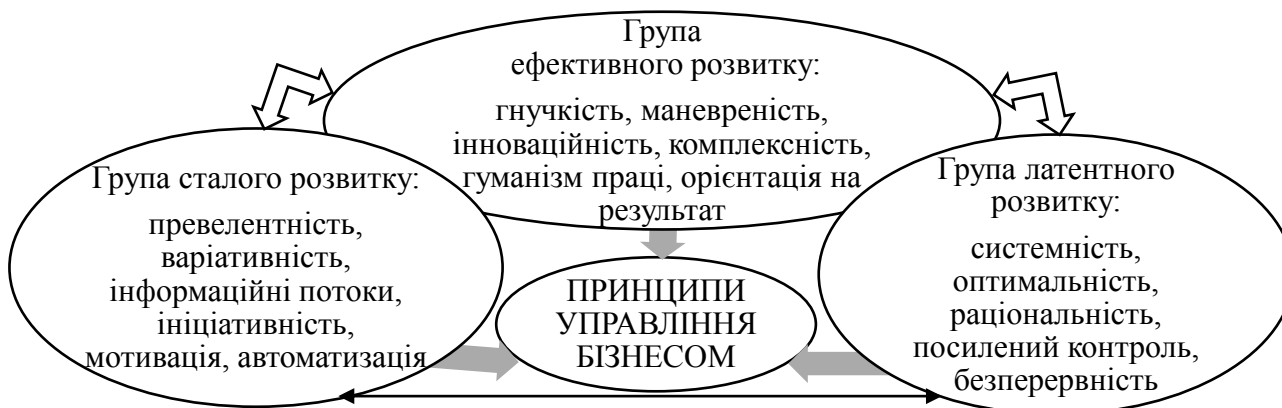 Група
ефективного розвитку:
гнучкість, маневреність,
інноваційність, комплексність,
гуманізм праці, орієнтація на
результат
Група сталого розвитку:
превелентність,
варіативність,
інформаційні потоки,
ініціативність,
мотивація, автоматизація
ПРИНЦИПИ
УПРАВЛІННЯ
БІЗНЕСОМ
Група латентного
розвитку:
системність,
оптимальність,
раціональність,
посилений контроль,
безперервність